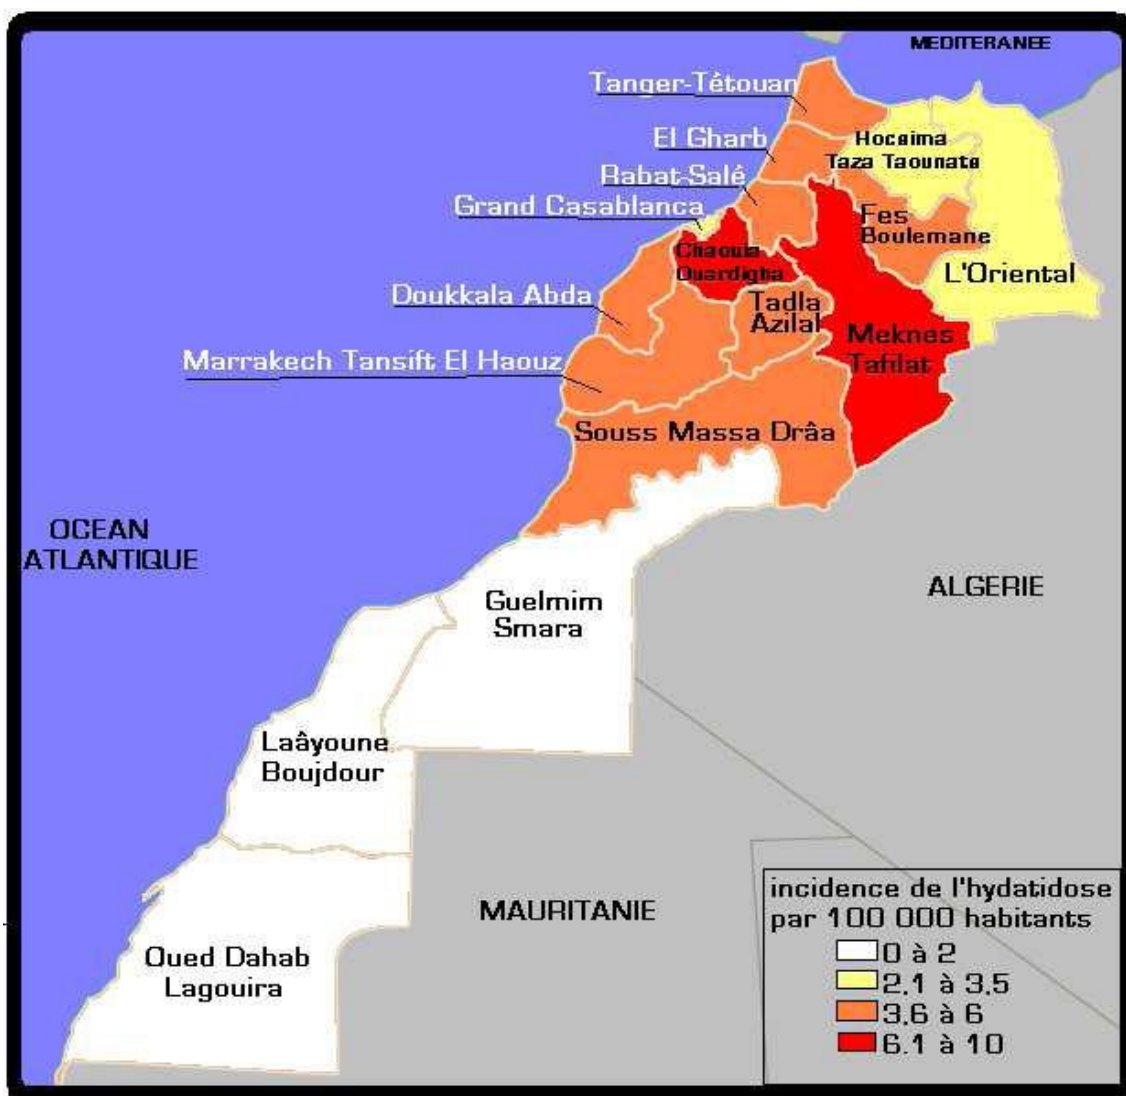 MEDITERANEE
Tanger-Tétouan
El Gharb
Hoceima
Taza Taounate
Rabat-Salé
Grand Casablanca
Fes
Boulemane
Chaouia
Ouardigha
L'Oriental
Doukkala Abda
Tadla
Azilal
Meknes
Tafilat
Marrakech Tansift El Haouz
Souss Massa Drâa
OCEAN
ATLANTIQUE
ALGERIE
Guelmim
Smara
Laâyoune
Boujdour
MAURITANIE
Oued Dahab
Lagouira
incidence de l'hydatidose
par 100 000 habitants
0 à 2
2,1 à 3,5
3,6 à 6
6.1 à 10